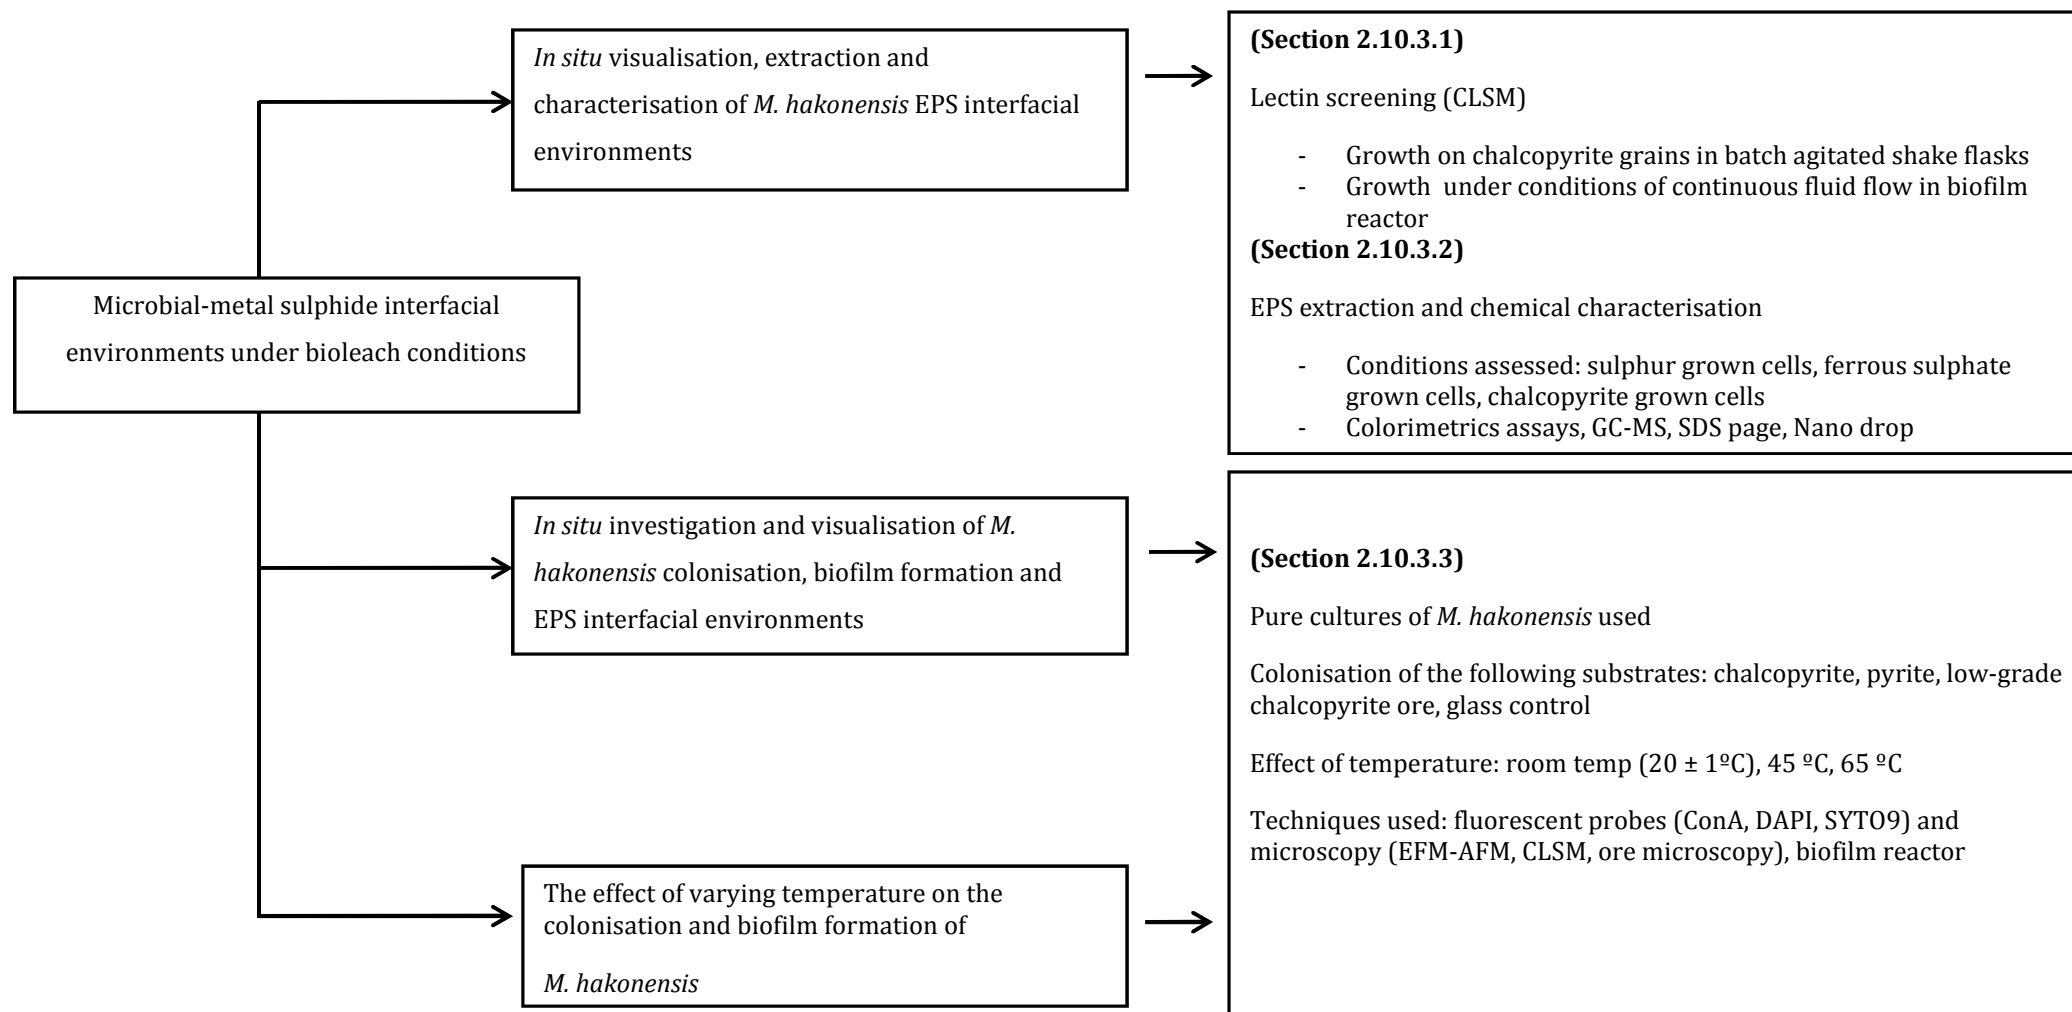 Microbial-metal sulphide interfacial
environments under bioleach conditions
In situ visualisation, extraction and
characterisation of M. hakonensis EPS interfacial
environments
(Section 2.10.3.1)
Lectin screening (CLSM)
- Growth on chalcopyrite grains in batch agitated shake flasks
- Growth under conditions of continuous fluid flow in biofilm
reactor
(Section 2.10.3.2)
EPS extraction and chemical characterisation
- Conditions assessed: sulphur grown cells, ferrous sulphate
grown cells, chalcopyrite grown cells
- Colorimetrics assays, GC-MS, SDS page, Nano drop
In situ investigation and visualisation of M.
hakonensis colonisation, biofilm formation and
EPS interfacial environments
The effect of varying temperature on the
colonisation and biofilm formation of
M. hakonensis
(Section 2.10.3.3)
Pure cultures of M. hakonensis used
Colonisation of the following substrates: chalcopyrite, pyrite, low-grade
chalcopyrite ore, glass control
Effect of temperature: room temp (20 ± 1ºC), 45 ºC, 65 ºC
Techniques used: fluorescent probes (ConA, DAPI, SYTO9) and
microscopy (EFM-AFM, CLSM, ore microscopy), biofilm reactor